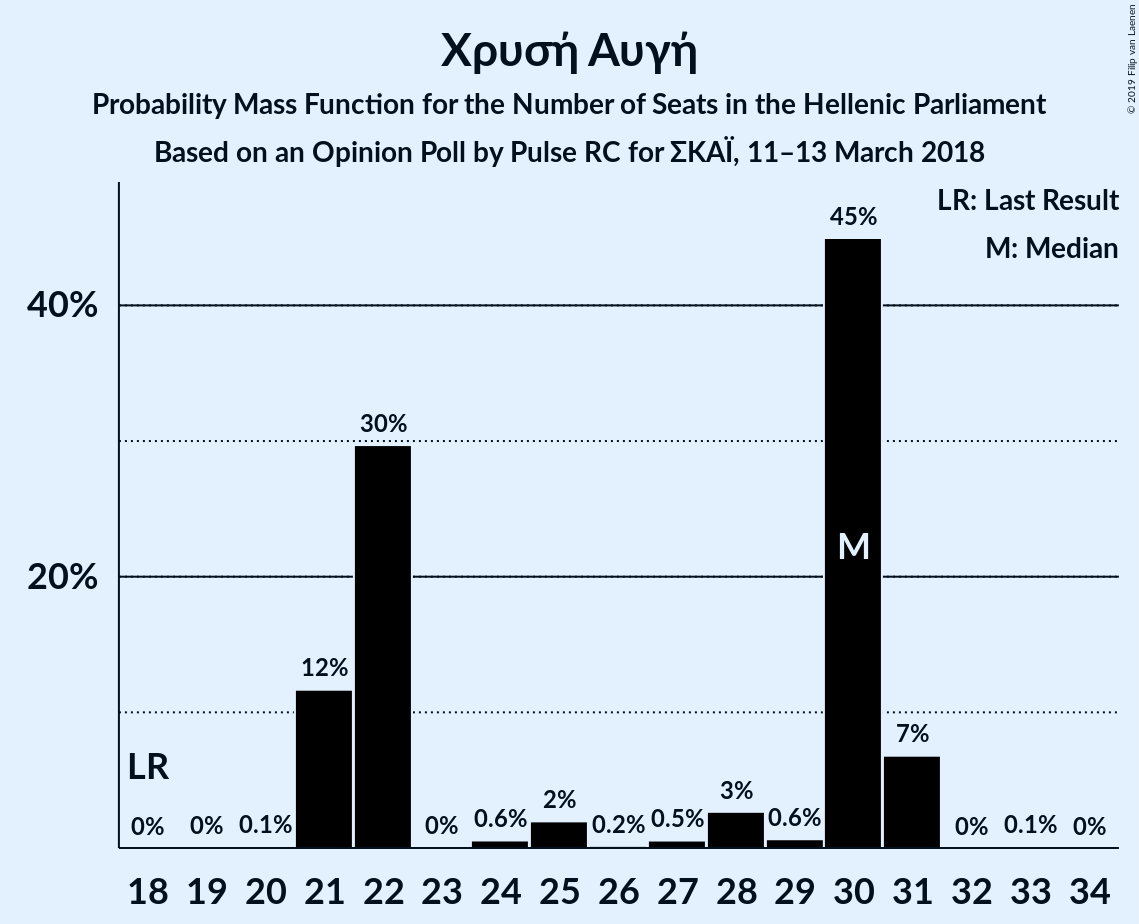 Χρυσή Αυγή
Probability Mass Function for the Number of Seats in the Hellenic Parliament
Based on an Opinion Poll by Pulse RC for ΣΚΑΪ, 11–13 March 2018
© 2019 Filip van Laenen
LR: Last Result
M: Median
45%
40%
30%
M
20%
12%
7%
LR
3%
2%
0% 0% 0.1% 0% 0.6% 0.2% 0.5% 0.6% 0% 0.1% 0%
18 19 20 21 22 23 24 25 26 27 28 29 30 31 32 33 34